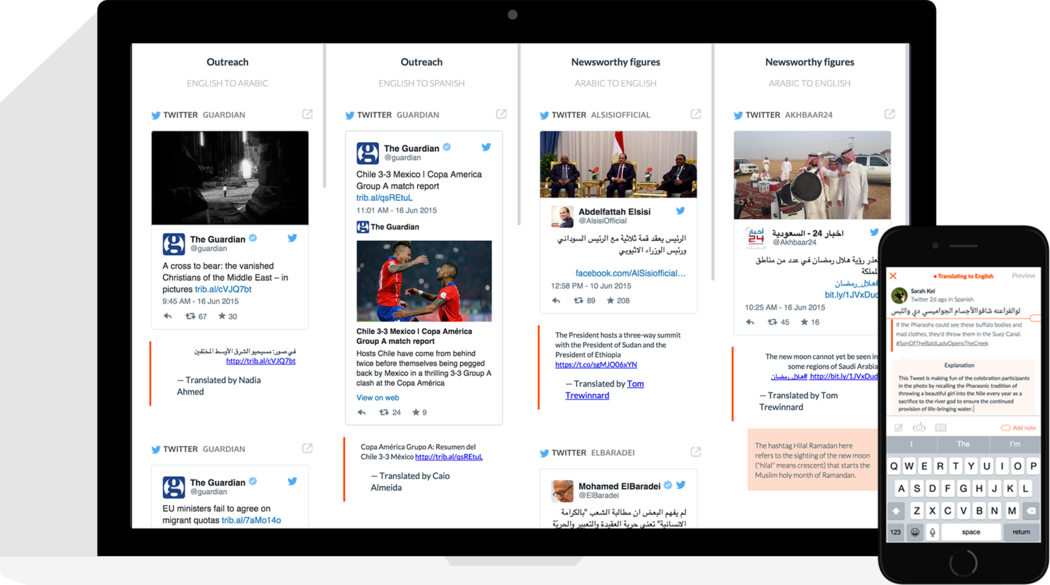 Outreach
ENGLISH TO ARABIC
TWITTER GUARDIAN
The Guardian
@guardian
A cross to bear: the vanished
Christians of the Middle East – in
pictures trib.al/cVJQ7bt
9:45 AM - 16 Jun 2015
67 30
في صور: مسيحيو الشرق الأوسط المختفين
http://trib.al/cVJQ7bt
— Translated by Nadia
Ahmed
TWITTER GUARDIAN
The Guardian
@guardian
EU ministers fail to agree on
migrant quotas trib.al/7aMo14o
Outreach
ENGLISH TO SPANISH
TWITTER GUARDIAN
The Guardian
@guardian
Chile 3-3 Mexico l Copa America
Group A match report
trib.al/qsREtuL
11:01 AM - 16 Jun 2015
The Guardian
Chile 3-3 Mexico | Copa América
Group A match report
Hosts Chile have come from behind
twice before themselves being pegged
back by Mexico in a thrilling 3-3 Group A
clash at the Copa América
View on web
24 9
Copa América Grupo A: Resumen del
Chile 3-3 México http://trib.al/qsREtuL
— Translated by Caio
Almeida
Newsworthy figures
ARABIC TO ENGLISH
TWITTER ALSISIOFFICIAL
Abdelfattah Elsisi
@AlsisiOfficial
الرئيس يعقد قمة ثلاثية مع الرئيس السوداني
ورئيس الوزراء الاثيوبي
facebook.com/AlSisiofficial...
12:58 PM - 10 Jun 2015
89 208
The President hosts a three-way summit
with the President of Sudan and the
President of Ethiopia
https://t.co/sgMJO06xYN
— Translated by Tom
Trewinnard
TWITTER ELBARADEI
Mohamed ElBaradei
@ElBaradei
لم يفهم البعض ان مطالبة الشعب "بالكرامة
الانسانية" تعني حرية العقيدة والتعبير والحرية
Newsworthy figures
ARABIC TO ENGLISH
TWITTER AKHBAAR24
اخبار 24 - السعودية
@Akhbaar24
تعذر رؤية هلال رمضان في عدد من مناطق
المملكة
#هلال_رمضان
bit.ly/1JVxDud
10:25 AM - 16 Jun 2015
45 16
The new moon cannot yet be seen in
some regions of Saudi Arabia
#هلال_رمضان http://bit.ly/1JVxDud
— Translated by Tom
Trewinnard
The hashtag Hilal Ramadan here
refers to the sighting of the new moon
("hilal" means crescent) that starts the
Muslim holy month of Ramandan.
Translating to English Preview
Sarah Kei
Twitter 2d ago in Spanish
لوالفراعنه شافواالأجسام الجواميسي دي واللبس
If the Pharaohs could see these buffalo-bodies and
mad clothes, they'd throw them in the Suez Canal.
#SonOfTheBaldLadyOpensTheCreek
Explanation
This Tweet is making fun of the celebration participants
in the photo by recalling the Pharaonic tradition of
throwing a beautiful girl into the Nile every year as a
sacrifice to the river god to ensure the continued
provision of life-bringing water.
Add note
I The I'm
Q W E R T Y U I O P
A S D F G H J K L
Z X C V B N M
123 space return